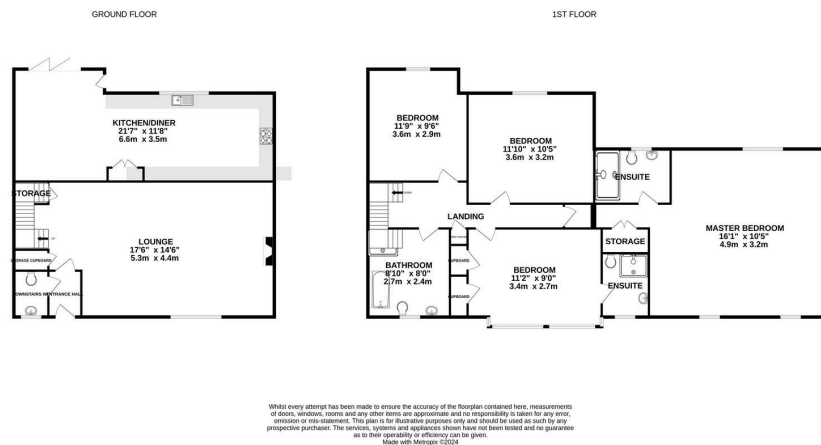 GROUND FLOOR
KITCHEN/DINER
21'7" x 11'8"
6.6m x 3.5m
STORAGE
UP
LOUNGE
17'6" x 14'6"
5.3m x 4.4m
STORAGE CUPBOARD
DOWNSTAIRS W
ENTRANCE HALL
1ST FLOOR
BEDROOM
11'9" x 9'6"
3.6m x 2.9m
BEDROOM
11'10" x 10'5"
3.6m x 3.2m
ENSUITE
DOWN
LANDING
MASTER BEDROOM
16'1" x 10'5"
4.9m x 3.2m
STORAGE
BATHROOM
8'10" x 8'0"
2.7m x 2.4m
CUPBOARD
CUPBOARD
BEDROOM
11'2" x 9'0"
3.4m x 2.7m
ENSUITE
Whilst every attempt has been made to ensure the accuracy of the floorplan contained here, measurements
of doors, windows, rooms and any other items are approximate and no responsibility is taken for any error,
omission or mis-statement. This plan is for illustrative purposes only and should be used as such by any
prospective purchaser. The services, systems and appliances shown have not been tested and no guarantee
as to their operability or efficiency can be given.
Made with Metropix ©2024